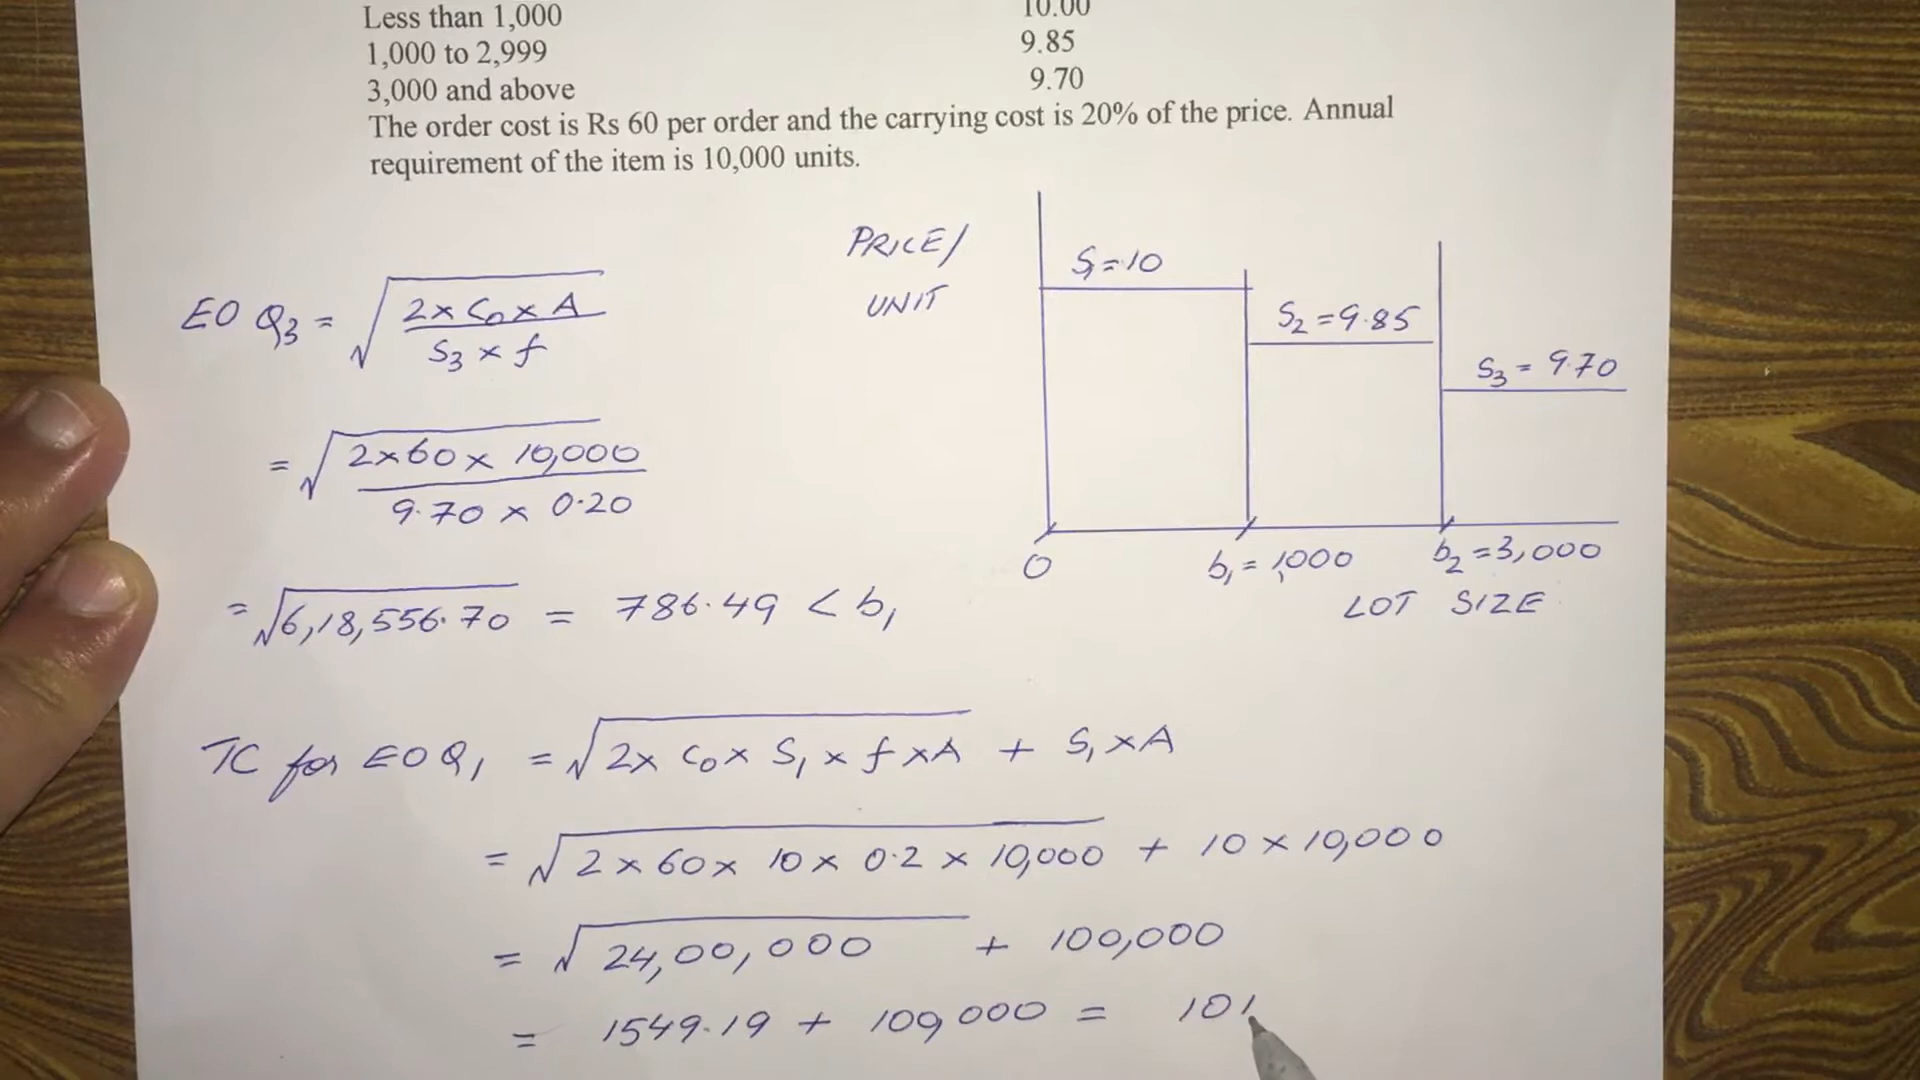 Less than 1,000 10.00
1,000 to 2,999 9.85
3,000 and above 9.70
The order cost is Rs 60 per order and the carrying cost is 20% of the price. Annual
requirement of the item is 10,000 units.
PRICE/
UNIT
S₁=10
S₂=9.85
S₃=9.70
0 b₁=1,000 b₂=3,000
LOT SIZE
EOQ₃ = √(2×C₀×A / S₃×f)
= √(2×60×10,000 / 9.70×0.20)
= √6,18,556.70 = 786.49 < b₁
TC for EOQ₁ = √(2×C₀×S₁×f×A) + S₁×A
= √(2×60×10×0.2×10,000) + 10×10,000
= √24,00,000 + 100,000
= 1549.19 + 100,000 = 101